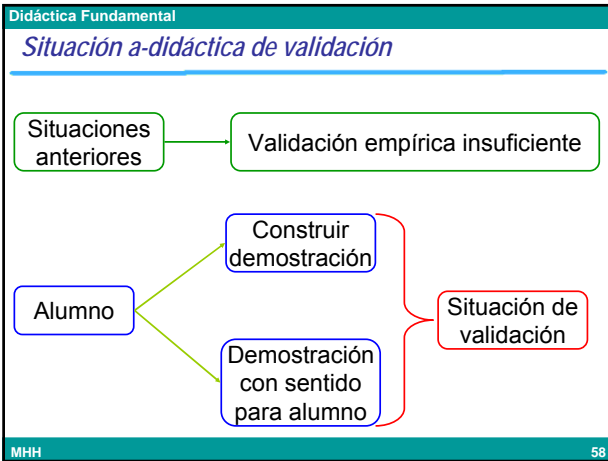 Didáctica Fundamental
Situación a-didáctica de validación
Situaciones
anteriores
Validación empírica insuficiente
Construir
demostración
Alumno
Situación de
validación
Demostración
con sentido
para alumno
MHH
58